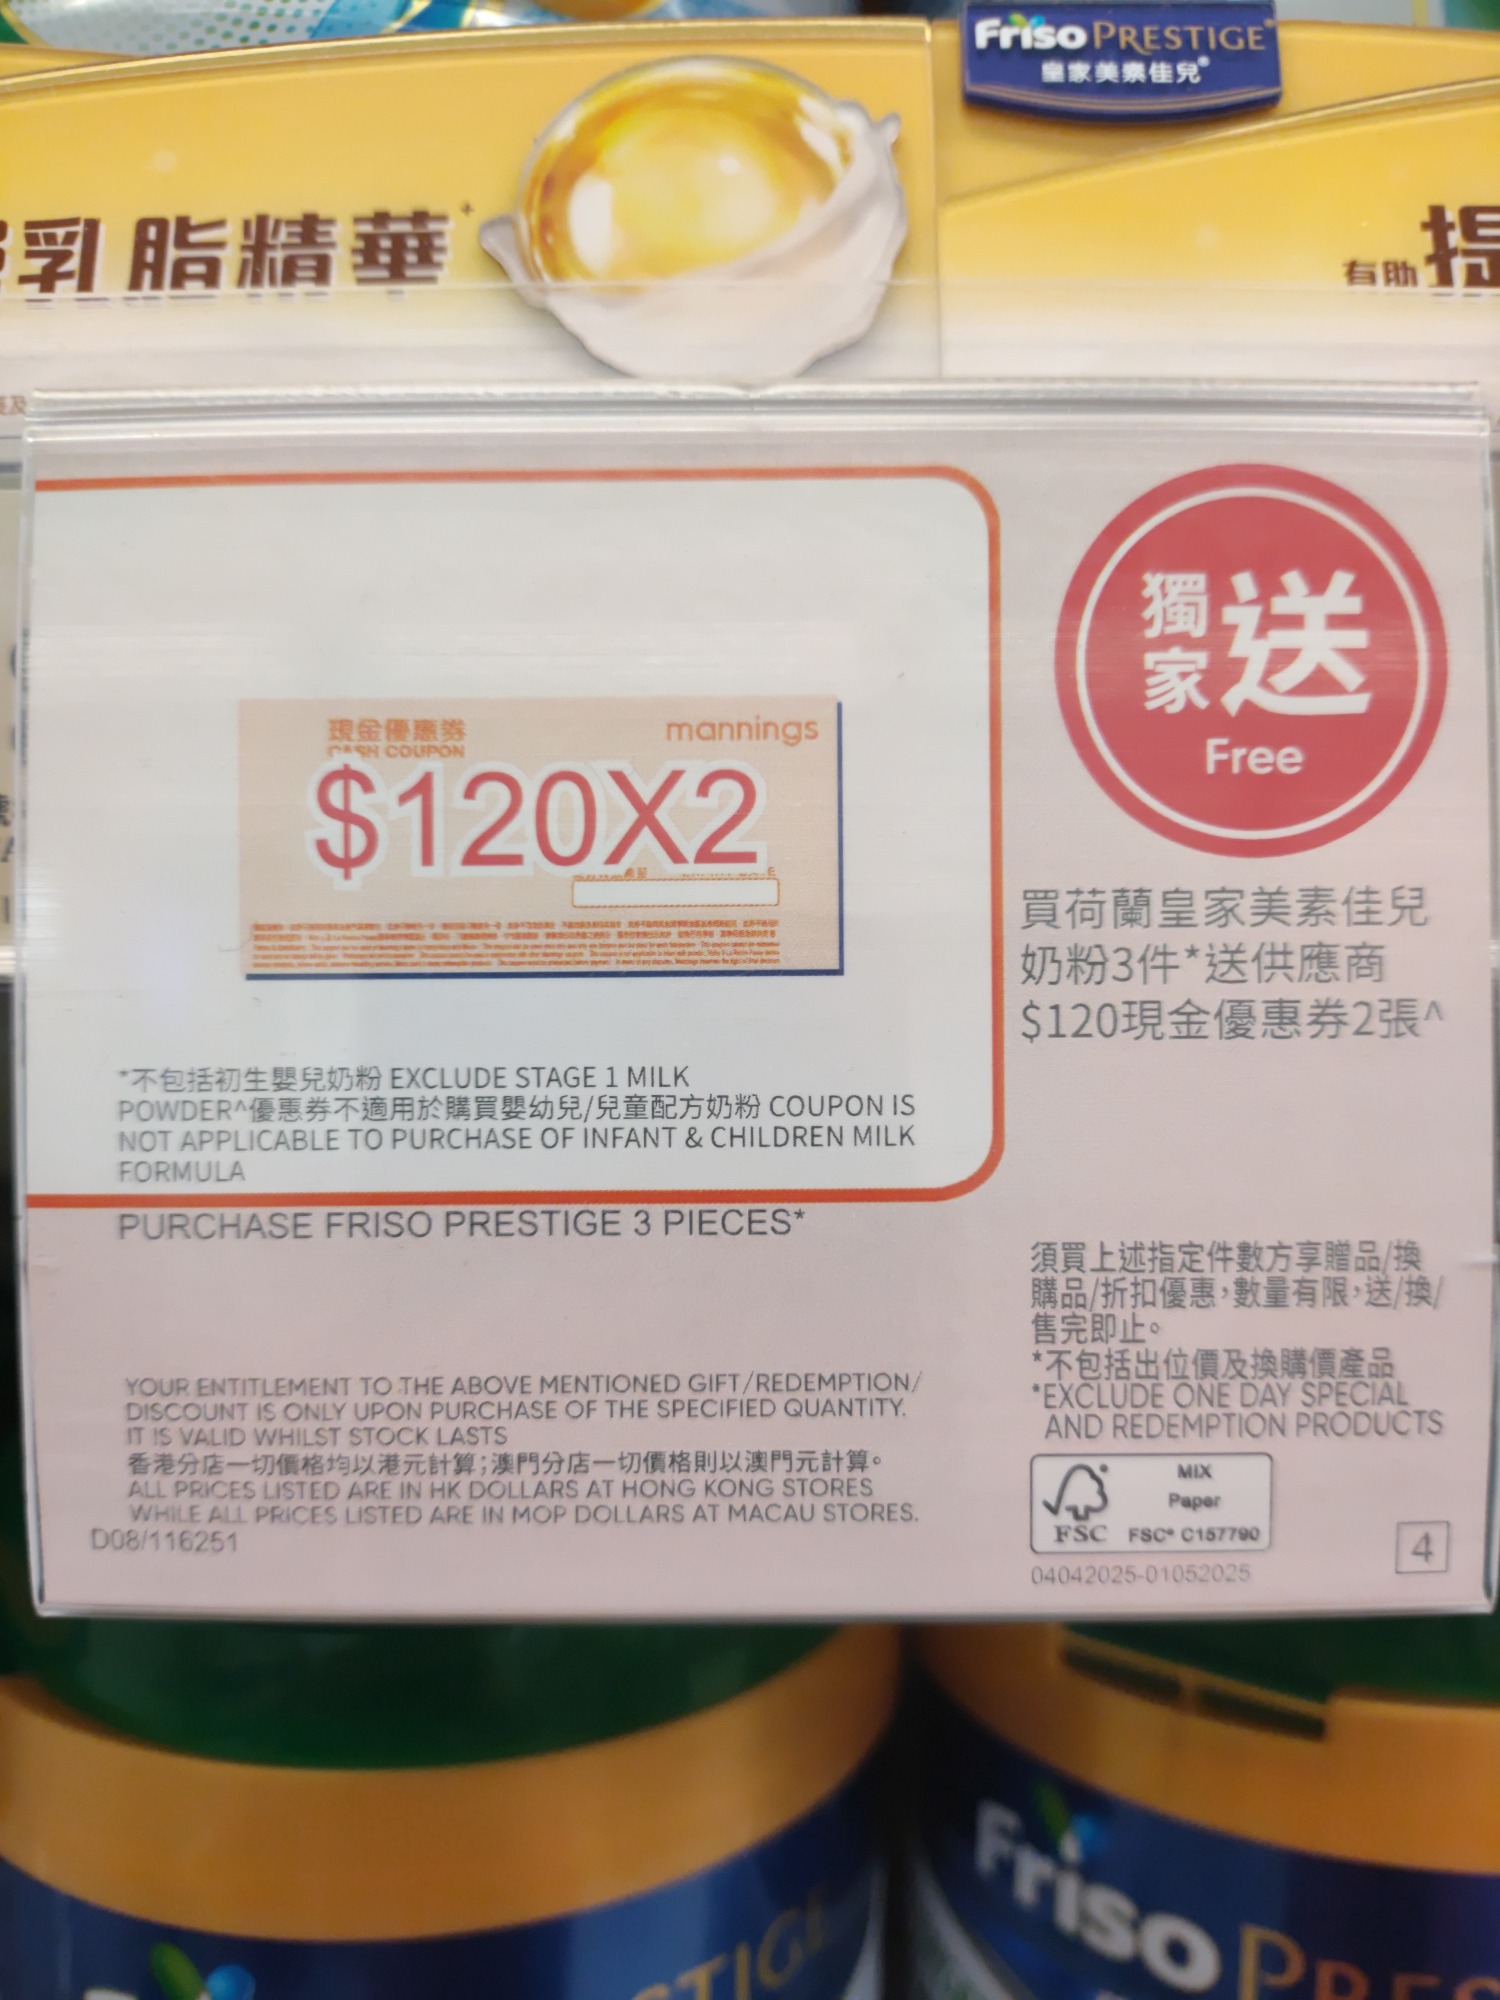 Friso PRESTIGE
皇家美素佳兒®
乳脂精華
有助
現金優惠券
mannings
CASH COUPON
$120X2
獨家送
Free
買荷蘭皇家美素佳兒
奶粉3件*送供應商
$120現金優惠券2張^
*不包括初生嬰兒奶粉 EXCLUDE STAGE 1 MILK
POWDER^優惠券不適用於購買嬰幼兒/兒童配方奶粉 COUPON IS
NOT APPLICABLE TO PURCHASE OF INFANT & CHILDREN MILK
FORMULA
PURCHASE FRISO PRESTIGE 3 PIECES*
須買上述指定件數方享贈品/換
購品/折扣優惠，數量有限，送/換/
售完即止。
*不包括出位價及換購價產品
*EXCLUDE ONE DAY SPECIAL
AND REDEMPTION PRODUCTS
YOUR ENTITLEMENT TO THE ABOVE MENTIONED GIFT/REDEMPTION/
DISCOUNT IS ONLY UPON PURCHASE OF THE SPECIFIED QUANTITY.
IT IS VALID WHILST STOCK LASTS
香港分店一切價格均以港元計算；澳門分店一切價格則以澳門元計算。
ALL PRICES LISTED ARE IN HK DOLLARS AT HONG KONG STORES
WHILE ALL PRICES LISTED ARE IN MOP DOLLARS AT MACAU STORES.
D08/116251
MIX
Paper
FSC
FSC® C157790
4
04042025-01052025
Friso